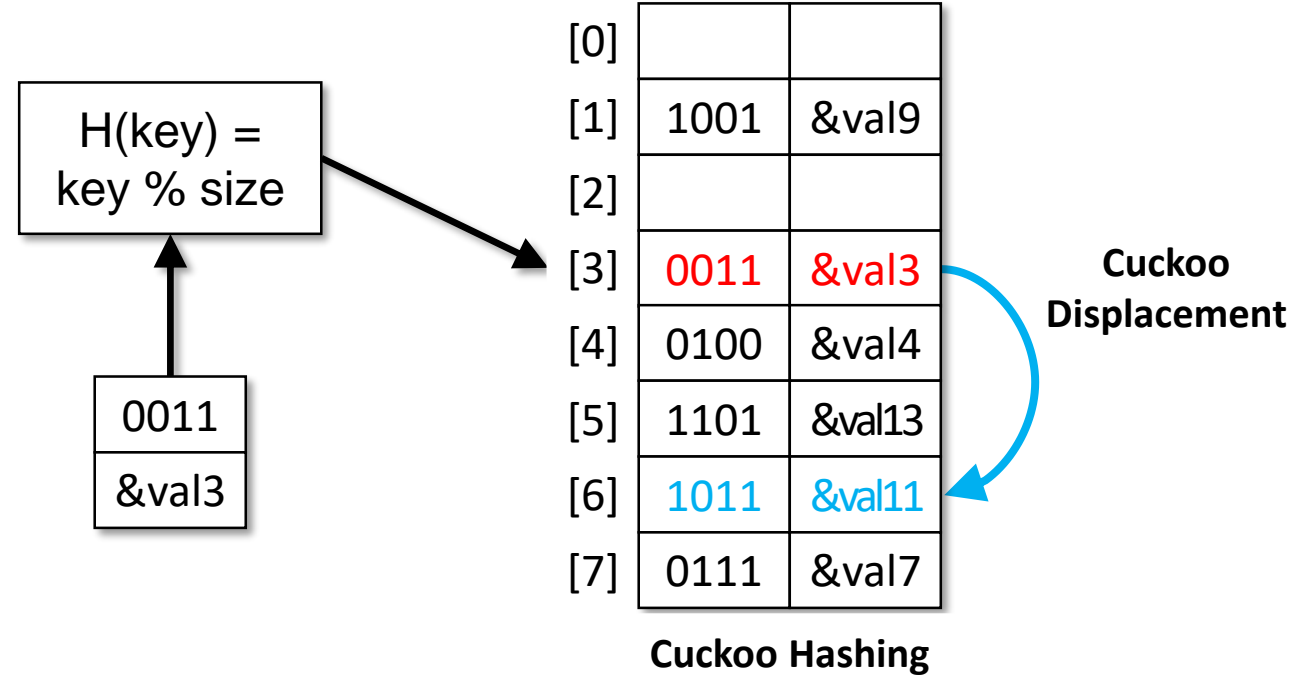 H(key) =
key % size
0011
&val3
[0]
[1] 1001 &val9
[2]
[3] 0011 &val3
[4] 0100 &val4
[5] 1101 &val13
[6] 1011 &val11
[7] 0111 &val7
Cuckoo
Displacement
Cuckoo Hashing